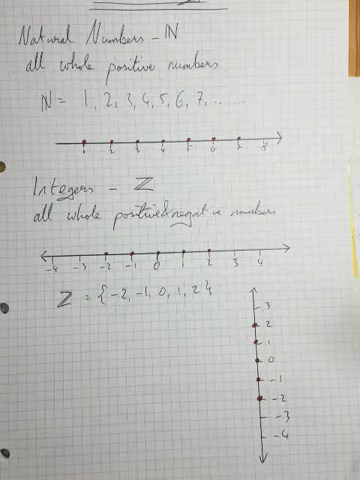 Natural Numbers - ℕ
all whole positive numbers
ℕ = 1, 2, 3, 4, 5, 6, 7, ......
1 2 3 4 5 6 7 8
Integers - ℤ
all whole positive & negative numbers
-4 -3 -2 -1 0 1 2 3 4
ℤ = {-2, -1, 0, 1, 2}
3
2
1
0
-1
-2
-3
-4